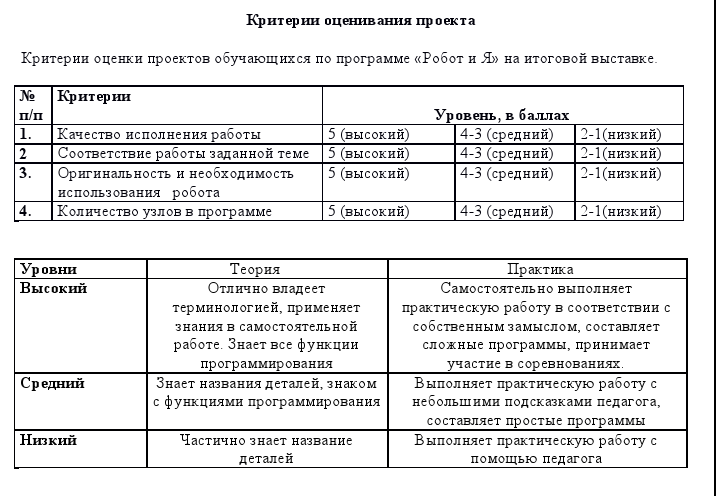 Критерии оценивания проекта
Критерии оценки проектов обучающихся по программе «Робот и Я» на итоговой выставке.
№ Критерии
п/п Уровень, в баллах
1. Качество исполнения работы 5 (высокий) 4-3 (средний) 2-1(низкий)
2 Соответствие работы заданной теме 5 (высокий) 4-3 (средний) 2-1(низкий)
3. Оригинальность и необходимость 5 (высокий) 4-3 (средний) 2-1(низкий)
использования робота
4. Количество узлов в программе 5 (высокий) 4-3 (средний) 2-1(низкий)
Уровни Теория Практика
Высокий Отлично владеет Самостоятельно выполняет
терминологией, применяет практическую работу в соответствии с
знания в самостоятельной собственным замыслом, составляет
работе. Знает все функции сложные программы, принимает
программирования участие в соревнованиях.
Средний Знает названия деталей, знаком Выполняет практическую работу с
с функциями программирования небольшими подсказками педагога,
составляет простые программы
Низкий Частично знает название Выполняет практическую работу с
деталей помощью педагога